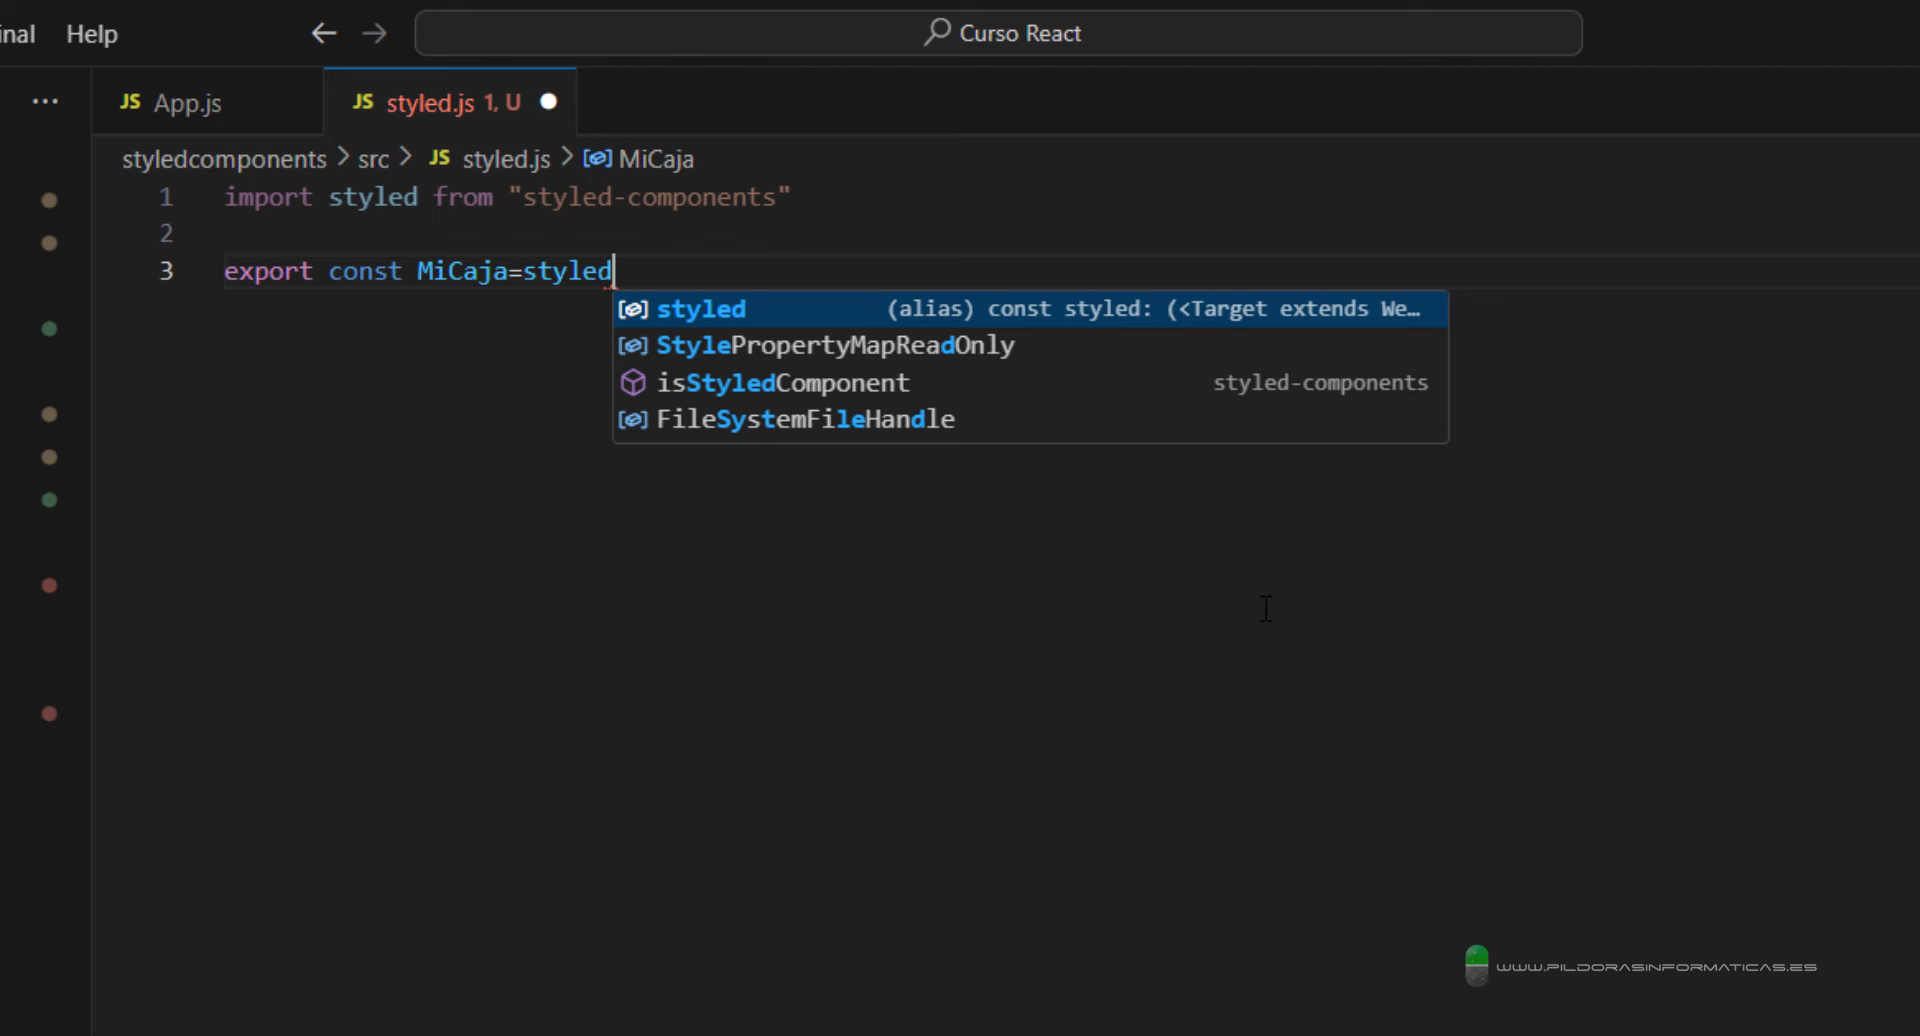 Help
Curso React
JS App.js
JS styled.js 1, U
styledcomponents > src > JS styled.js > MiCaja
1 import styled from "styled-components"
2
3 export const MiCaja=styled
styled (alias) const styled: (<Target extends We…
StylePropertyMapReadOnly
isStyledComponent styled-components
FileSystemFileHandle
WWW.PILDORASINFORMATICAS.ES